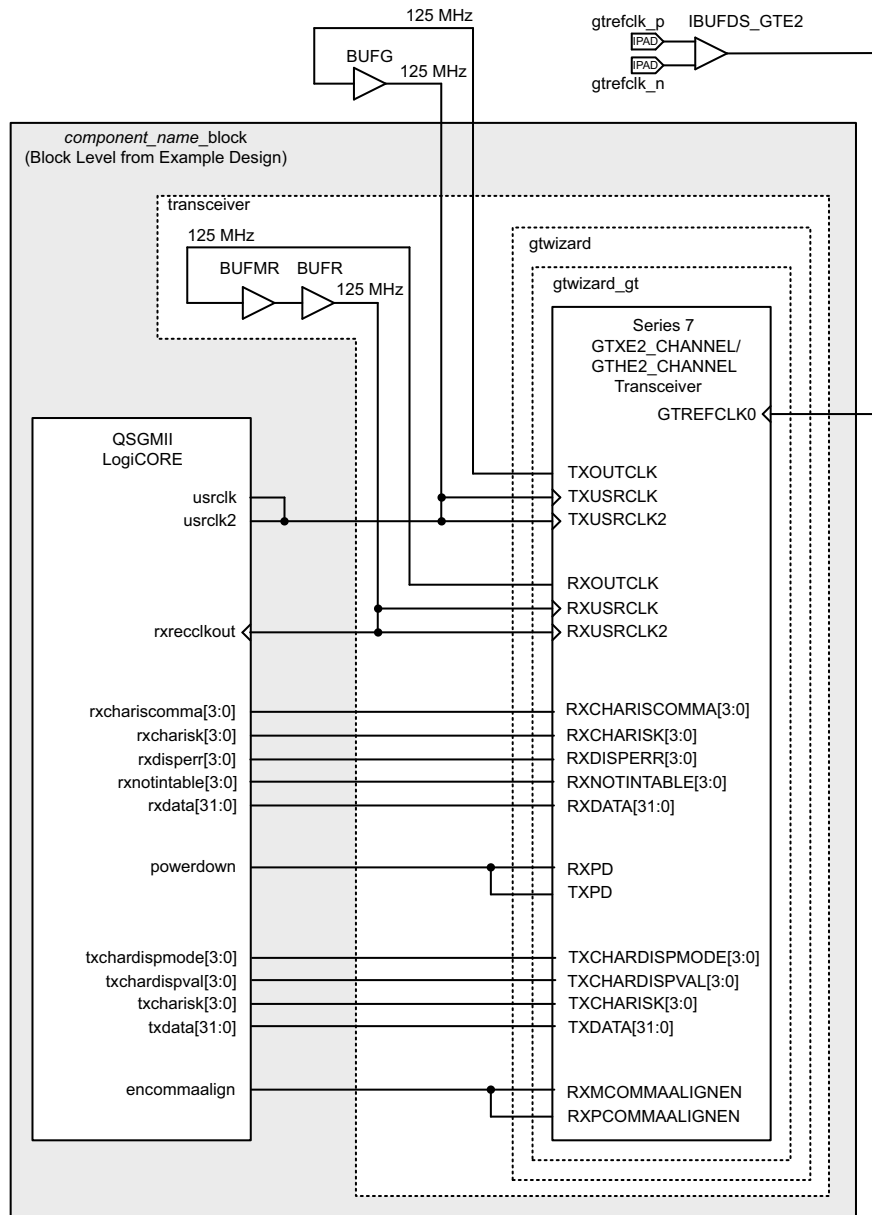 125 MHz
gtrefclk_p
IBUFDS_GTE2
IPAD
IPAD
gtrefclk_n
BUFG
125 MHz
component_name_block
(Block Level from Example Design)
transceiver
125 MHz
BUFMR
BUFR
125 MHz
gtwizard
gtwizard_gt
Series 7
GTXE2_CHANNEL/
GTHE2_CHANNEL
Transceiver
GTREFCLK0
QSGMII
LogiCORE
usrclk
usrclk2
rxrecclkout
rxchariscomma[3:0]
rxcharisk[3:0]
rxdisperr[3:0]
rxnotintable[3:0]
rxdata[31:0]
powerdown
txchardispmode[3:0]
txchardispval[3:0]
txcharisk[3:0]
txdata[31:0]
encommaalign
TXOUTCLK
TXUSRCLK
TXUSRCLK2
RXOUTCLK
RXUSRCLK
RXUSRCLK2
RXCHARISCOMMA[3:0]
RXCHARISK[3:0]
RXDISPERR[3:0]
RXNOTINTABLE[3:0]
RXDATA[31:0]
RXPD
TXPD
TXCHARDISPMODE[3:0]
TXCHARDISPVAL[3:0]
TXCHARISK[3:0]
TXDATA[31:0]
RXMCOMMAALIGNEN
RXPCOMMAALIGNEN